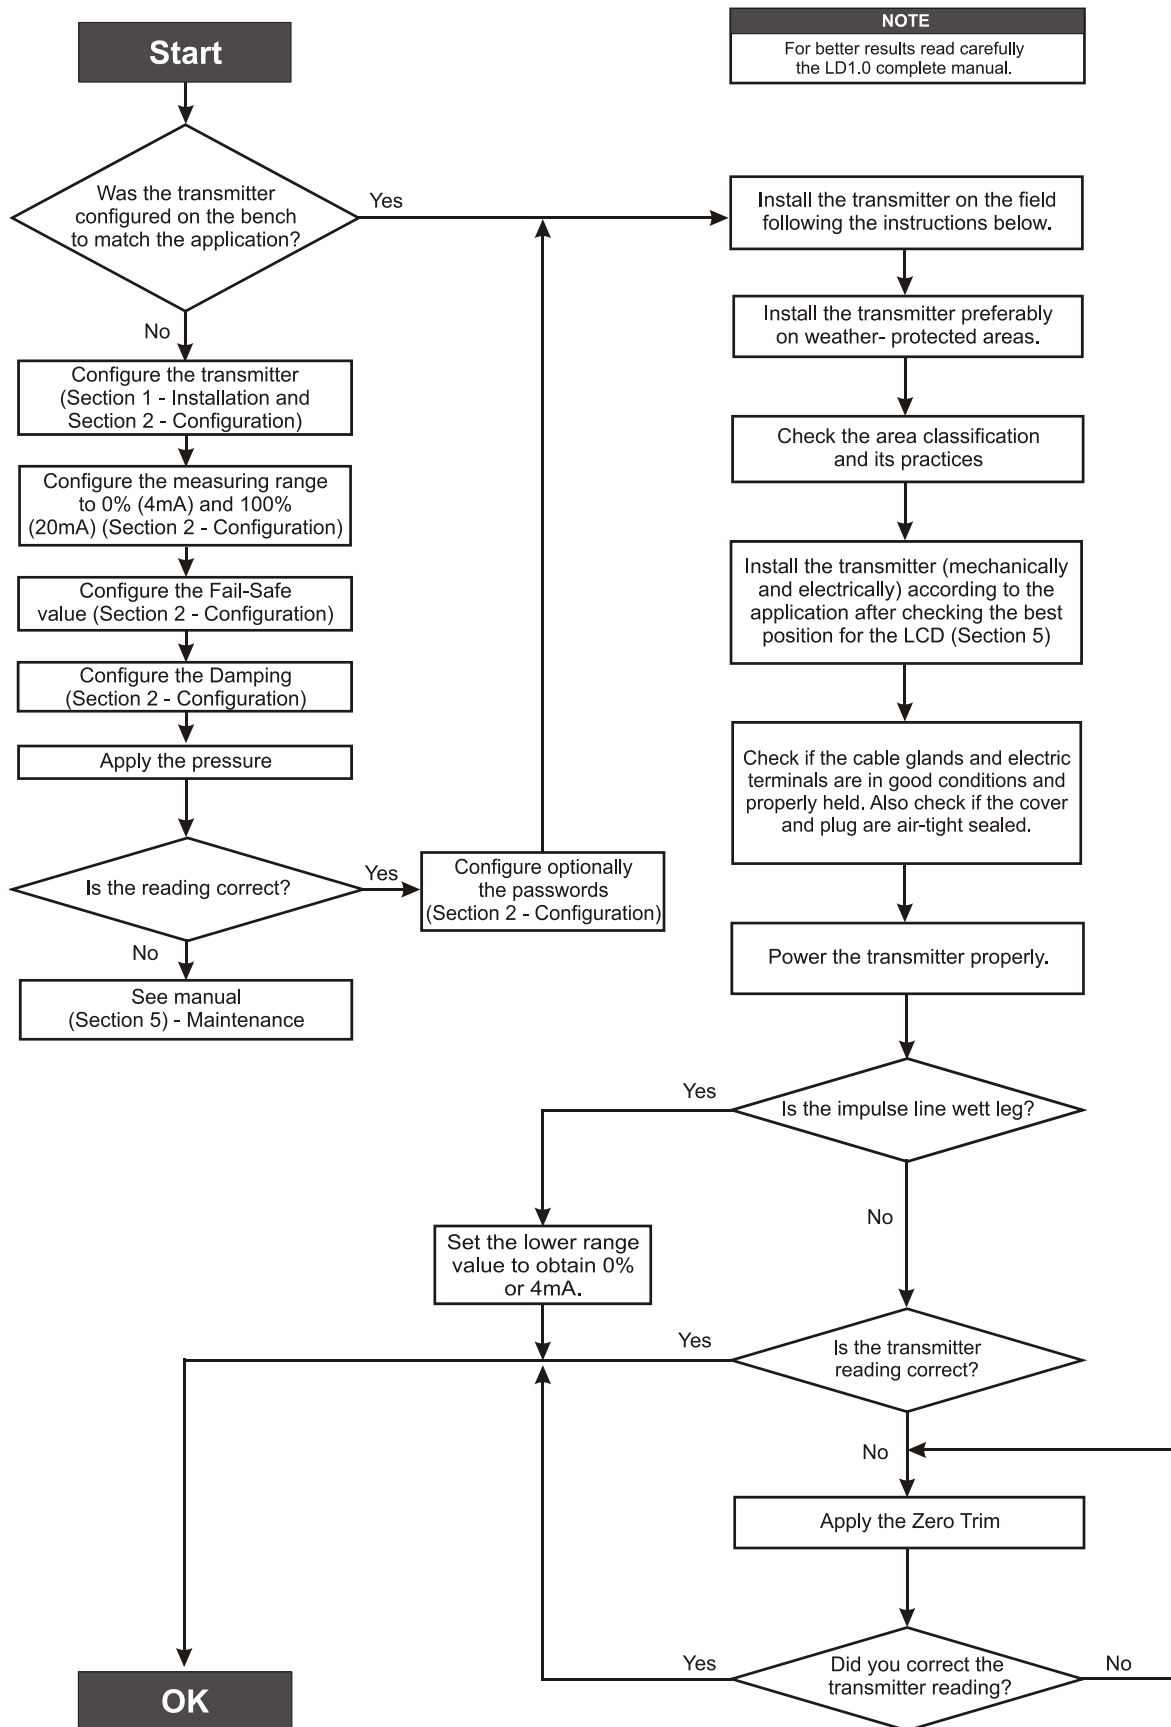 Start
NOTE
For better results read carefully
the LD1.0 complete manual.
Was the transmitter
configured on the bench
to match the application?
Yes
No
Configure the transmitter
(Section 1 - Installation and
Section 2 - Configuration)
Configure the measuring range
to 0% (4mA) and 100%
(20mA) (Section 2 - Configuration)
Configure the Fail-Safe
value (Section 2 - Configuration)
Configure the Damping
(Section 2 - Configuration)
Apply the pressure
Is the reading correct?
Yes
Configure optionally
the passwords
(Section 2 - Configuration)
No
See manual
(Section 5) - Maintenance
Install the transmitter on the field
following the instructions below.
Install the transmitter preferably
on weather- protected areas.
Check the area classification
and its practices
Install the transmitter (mechanically
and electrically) according to the
application after checking the best
position for the LCD (Section 5)
Check if the cable glands and electric
terminals are in good conditions and
properly held. Also check if the cover
and plug are air-tight sealed.
Power the transmitter properly.
Is the impulse line wett leg?
Yes
No
Set the lower range
value to obtain 0%
or 4mA.
Is the transmitter
reading correct?
Yes
No
Apply the Zero Trim
Did you correct the
transmitter reading?
Yes
No
OK